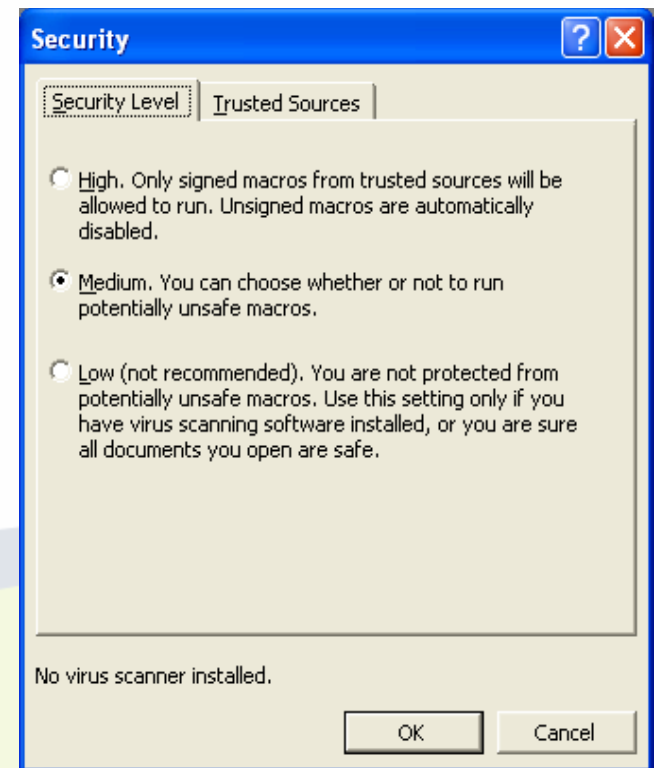 Security
Security Level Trusted Sources
High. Only signed macros from trusted sources will be
allowed to run. Unsigned macros are automatically
disabled.
Medium. You can choose whether or not to run
potentially unsafe macros.
Low (not recommended). You are not protected from
potentially unsafe macros. Use this setting only if you
have virus scanning software installed, or you are sure
all documents you open are safe.
No virus scanner installed.
OK Cancel